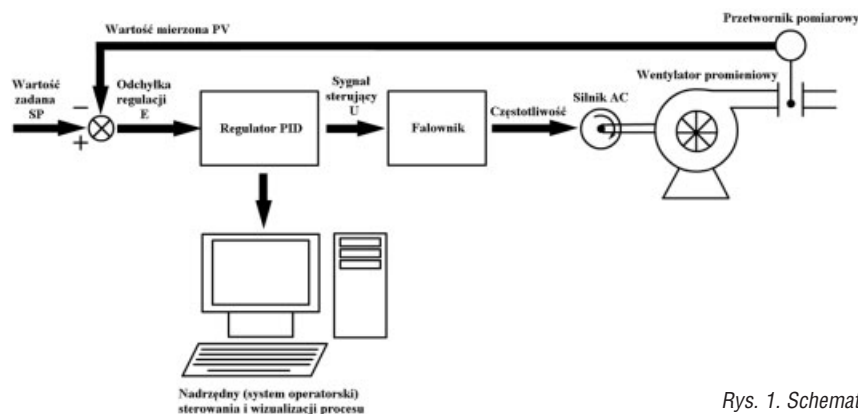 Wartość mierzona PV
Przetwornik pomiarowy
Wartość
zadana
SP
−
+
Odchyłka
regulacji
E
Regulator PID
Sygnał
sterujący
U
Falownik
Częstotliwość
Silnik AC
Wentylator promieniowy
Nadrzędny (system operatorski)
sterowania i wizualizacji procesu
Rys. 1. Schemat